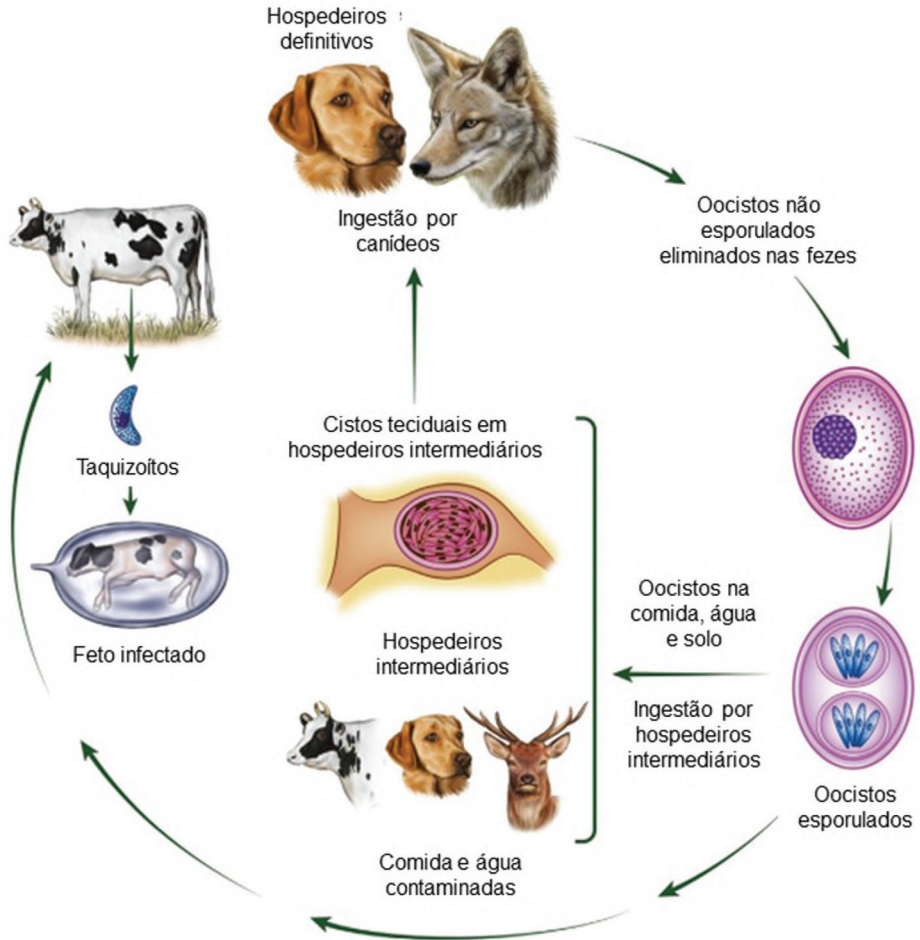 Hospedeiros
definitivos
Ingestão por
canídeos
Oocistos não
esporulados
eliminados nas fezes
Taquizoítos
Feto infectado
Cistos teciduais em
hospedeiros intermediários
Hospedeiros
intermediários
Oocistos na
comida, água
e solo
Ingestão por
hospedeiros
intermediários
Oocistos
esporulados
Comida e água
contaminadas